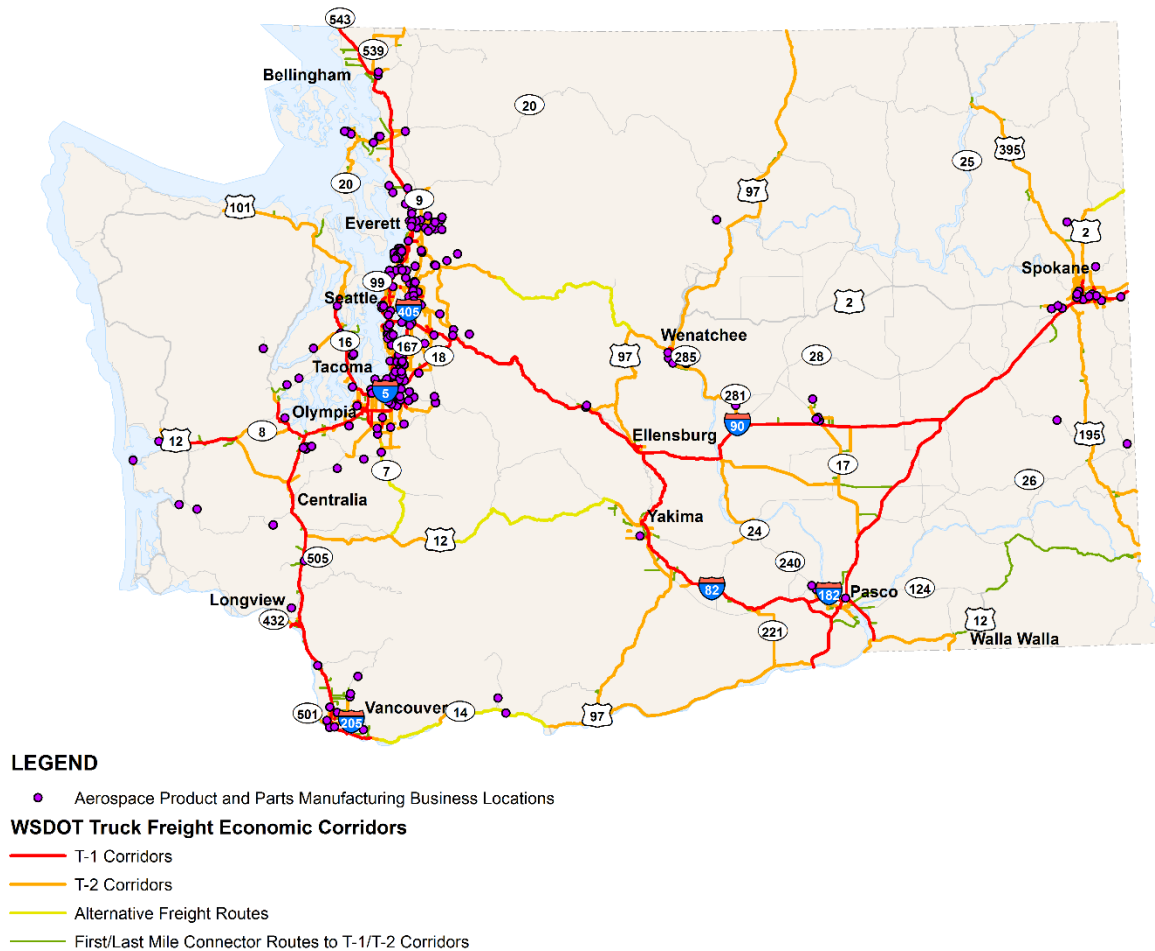 543
539
Bellingham
20
25
395
20
97
9
101
Everett
2
Spokane
99
Seattle
405
2
Wenatchee
16
167
18
97
285
28
Tacoma
5
281
Olympia
90
12
8
Ellensburg
195
7
17
26
Centralia
Yakima
12
24
505
240
82
182
Pasco
124
Longview
432
12
221
Walla Walla
Vancouver
501
205
14
97
LEGEND
Aerospace Product and Parts Manufacturing Business Locations
WSDOT Truck Freight Economic Corridors
T-1 Corridors
T-2 Corridors
Alternative Freight Routes
First/Last Mile Connector Routes to T-1/T-2 Corridors